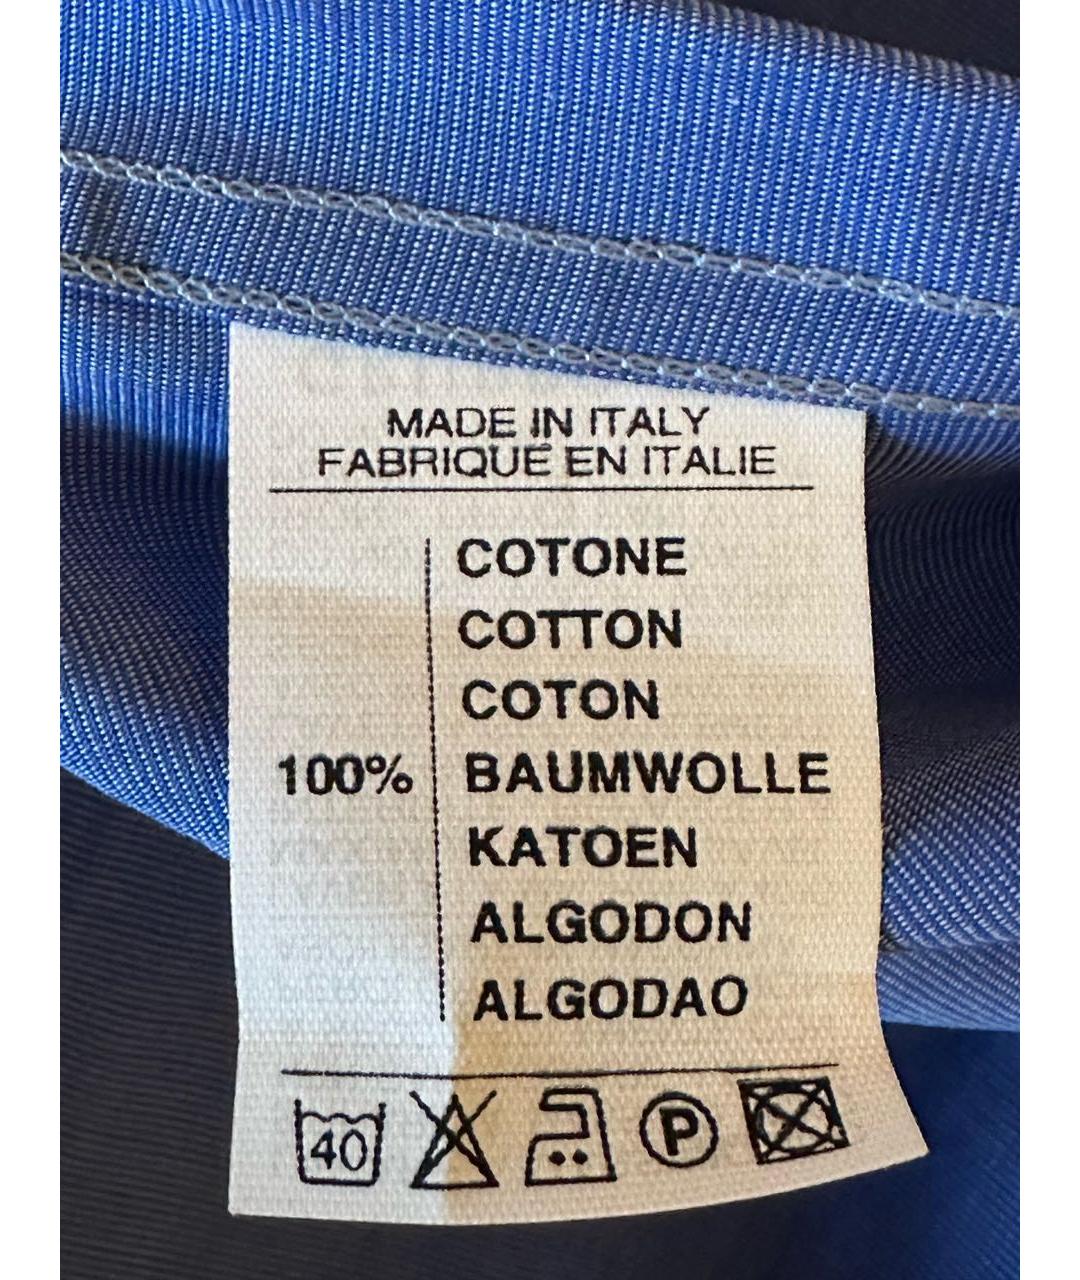 MADE IN ITALY
FABRIQUÉ EN ITALIE
100%
COTONE
COTTON
COTON
BAUMWOLLE
KATOEN
ALGODON
ALGODAO
40 P